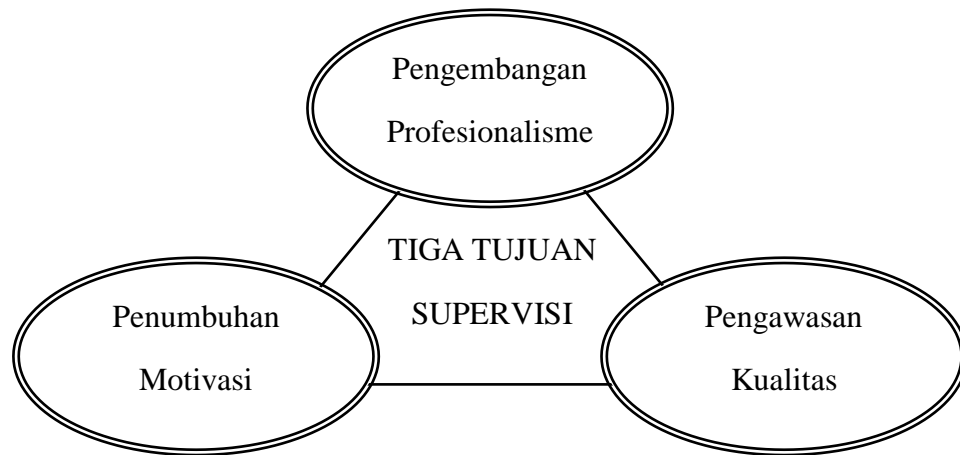 Pengembangan
Profesionalisme
TIGA TUJUAN
SUPERVISI
Penumbuhan
Motivasi
Pengawasan
Kualitas